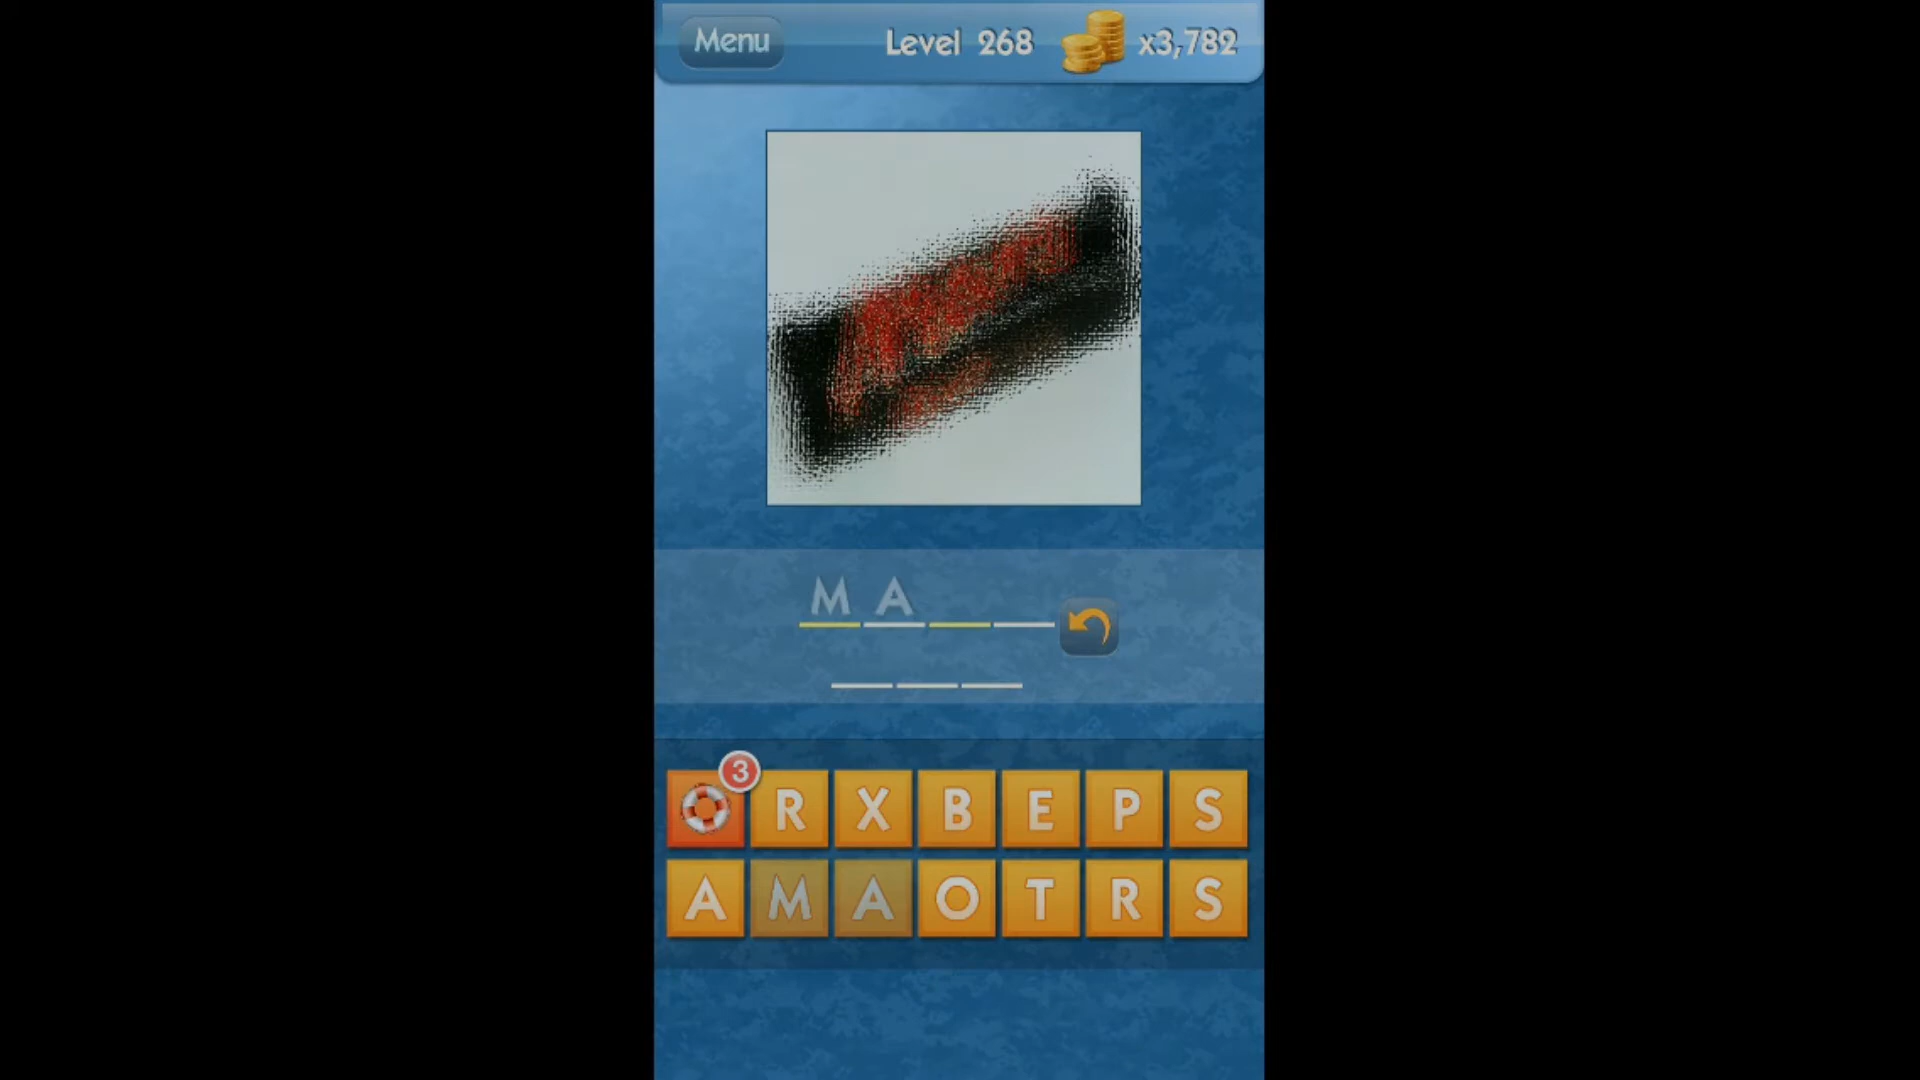 Menu
Level 268
x3,782
M A
3
R X B E P S
A M A O T R S